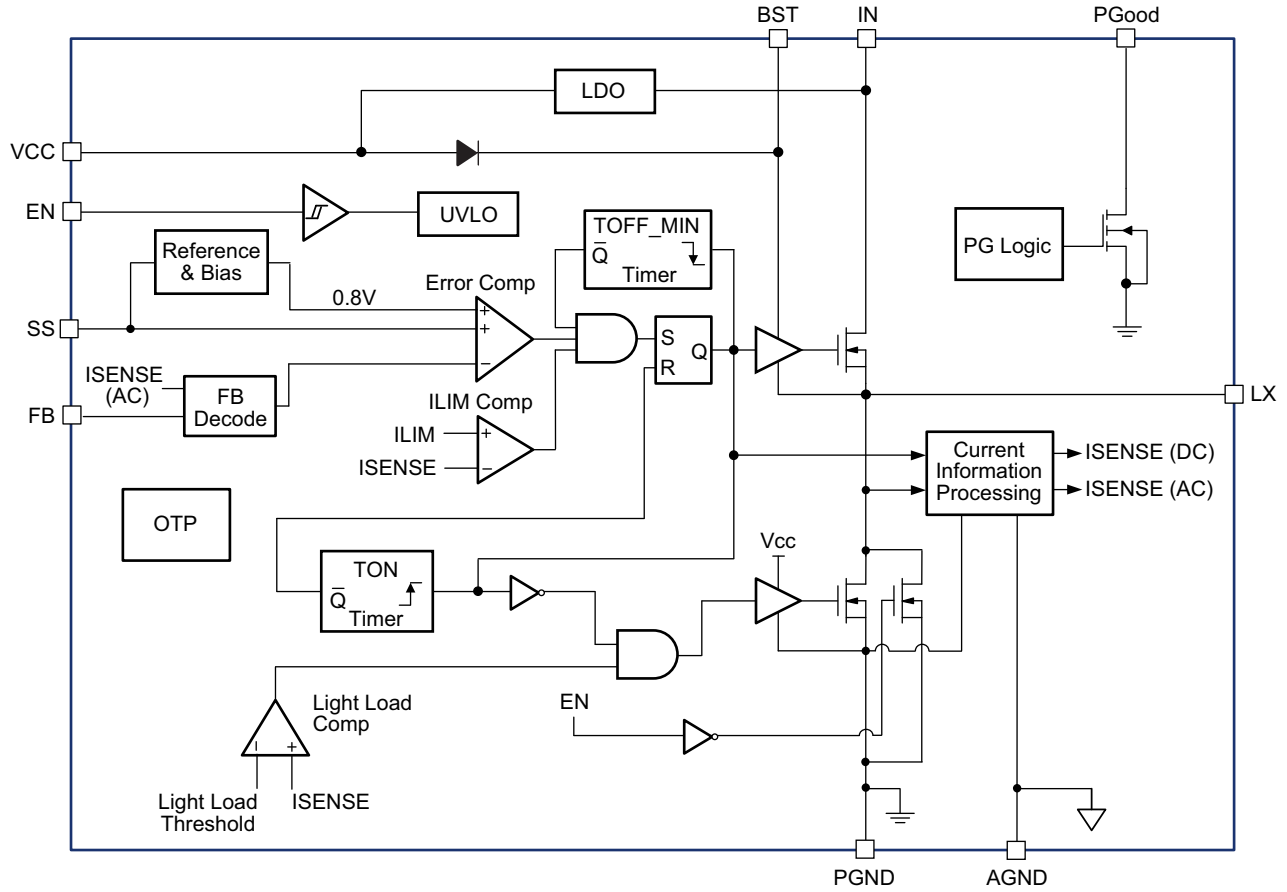 BST
IN
PGood
LDO
VCC
EN
UVLO
TOFF_MIN
Q̅
Timer
PG Logic
Reference
& Bias
Error Comp
0.8V
+
SS
+
S
Q
R
−
ISENSE
(AC)
FB
Decode
FB
LX
ILIM Comp
ILIM
+
ISENSE
−
Current
Information
Processing
ISENSE (DC)
ISENSE (AC)
OTP
Vcc
TON
Q̅
Timer
Light Load
Comp
EN
−
+
Light Load
Threshold
ISENSE
PGND
AGND